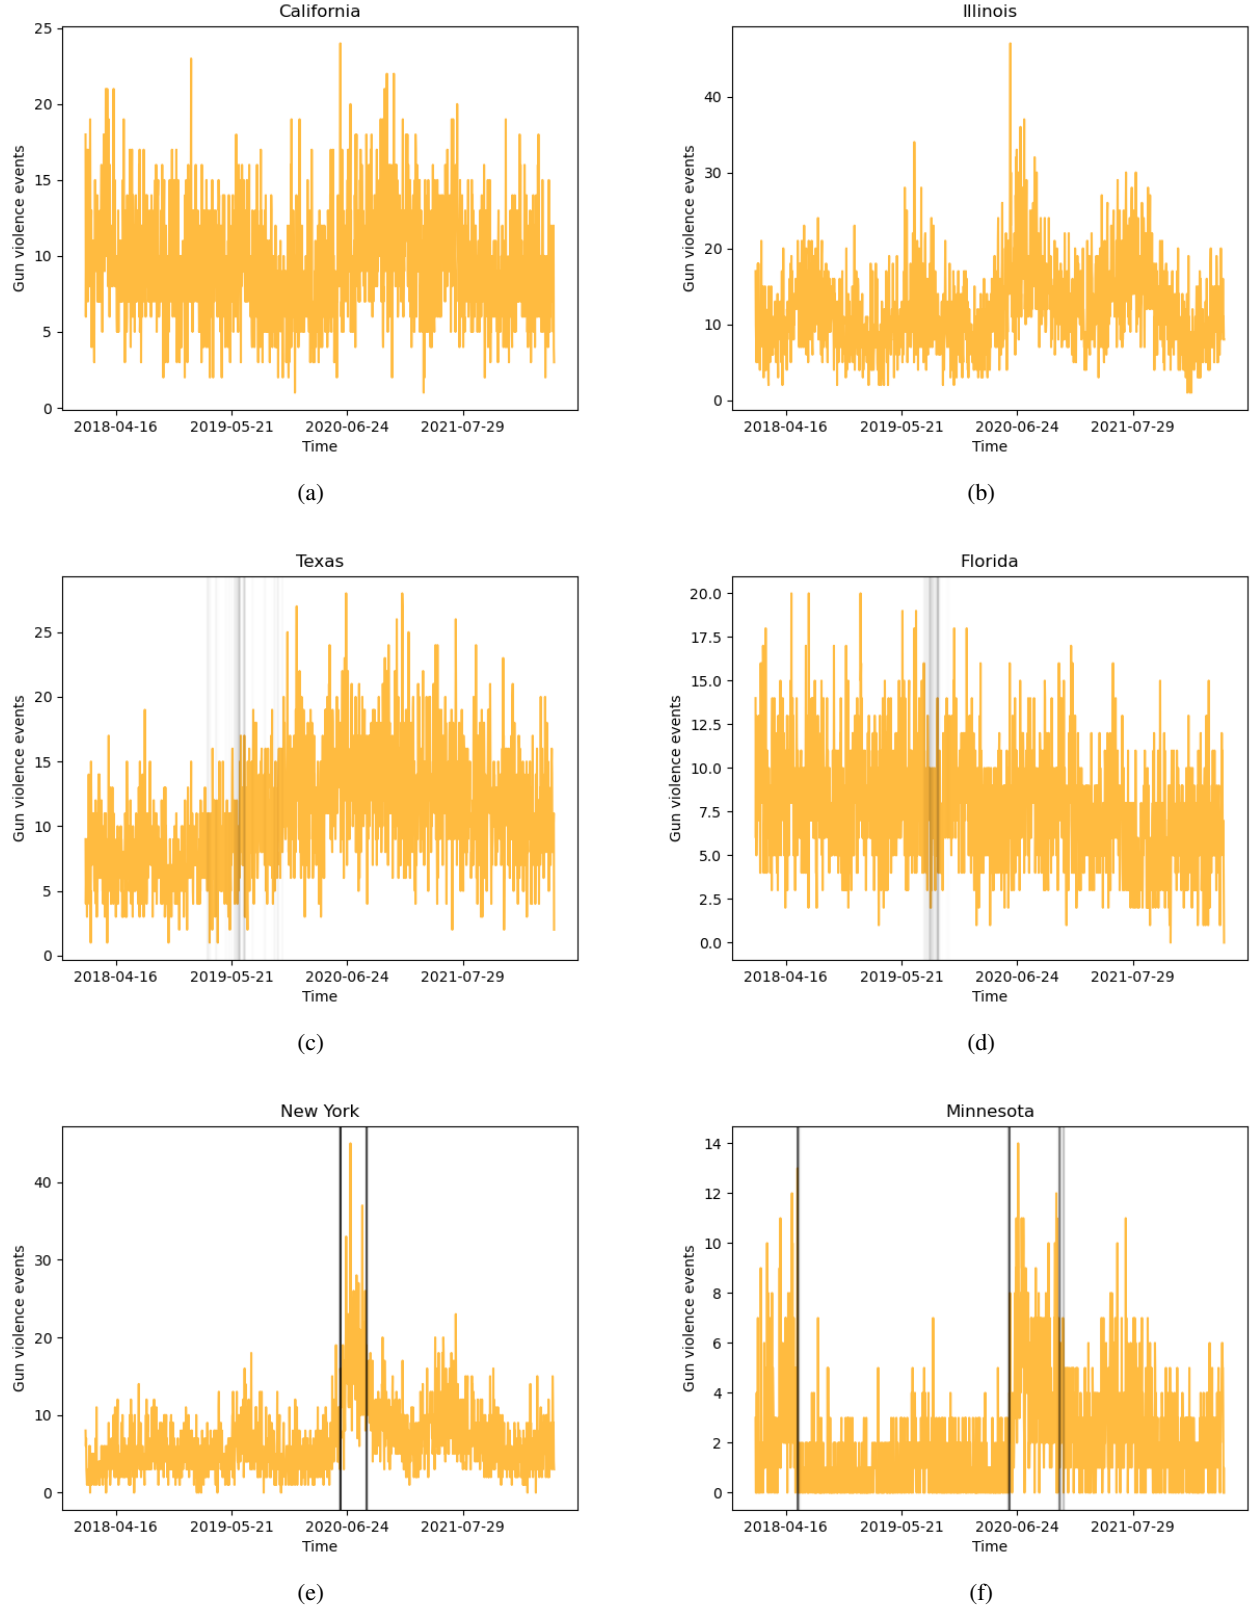 California
Gun violence events
25
20
15
10
5
0
2018-04-16 2019-05-21 2020-06-24 2021-07-29
Time
(a)
Illinois
Gun violence events
40
30
20
10
0
2018-04-16 2019-05-21 2020-06-24 2021-07-29
Time
(b)
Texas
Gun violence events
25
20
15
10
5
0
2018-04-16 2019-05-21 2020-06-24 2021-07-29
Time
(c)
Florida
Gun violence events
20.0
17.5
15.0
12.5
10.0
7.5
5.0
2.5
0.0
2018-04-16 2019-05-21 2020-06-24 2021-07-29
Time
(d)
New York
Gun violence events
40
30
20
10
0
2018-04-16 2019-05-21 2020-06-24 2021-07-29
Time
(e)
Minnesota
Gun violence events
14
12
10
8
6
4
2
0
2018-04-16 2019-05-21 2020-06-24 2021-07-29
Time
(f)